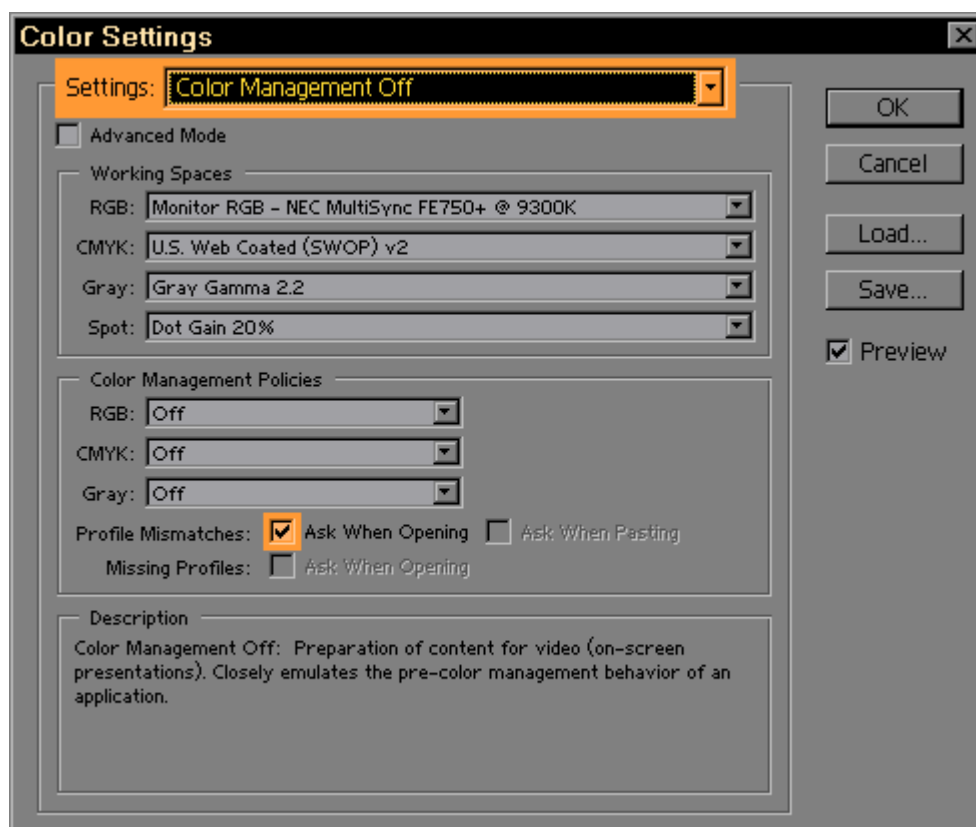 Color Settings
Settings: Color Management Off
OK
Advanced Mode
Cancel
Working Spaces
RGB: Monitor RGB - NEC MultiSync FE750+ @ 9300K
Load...
CMYK: U.S. Web Coated (SWOP) v2
Gray: Gray Gamma 2.2
Save...
Spot: Dot Gain 20%
Preview
Color Management Policies
RGB: Off
CMYK: Off
Gray: Off
Profile Mismatches: Ask When Opening Ask When Pasting
Missing Profiles: Ask When Opening
Description
Color Management Off: Preparation of content for video (on-screen
presentations). Closely emulates the pre-color management behavior of an
application.